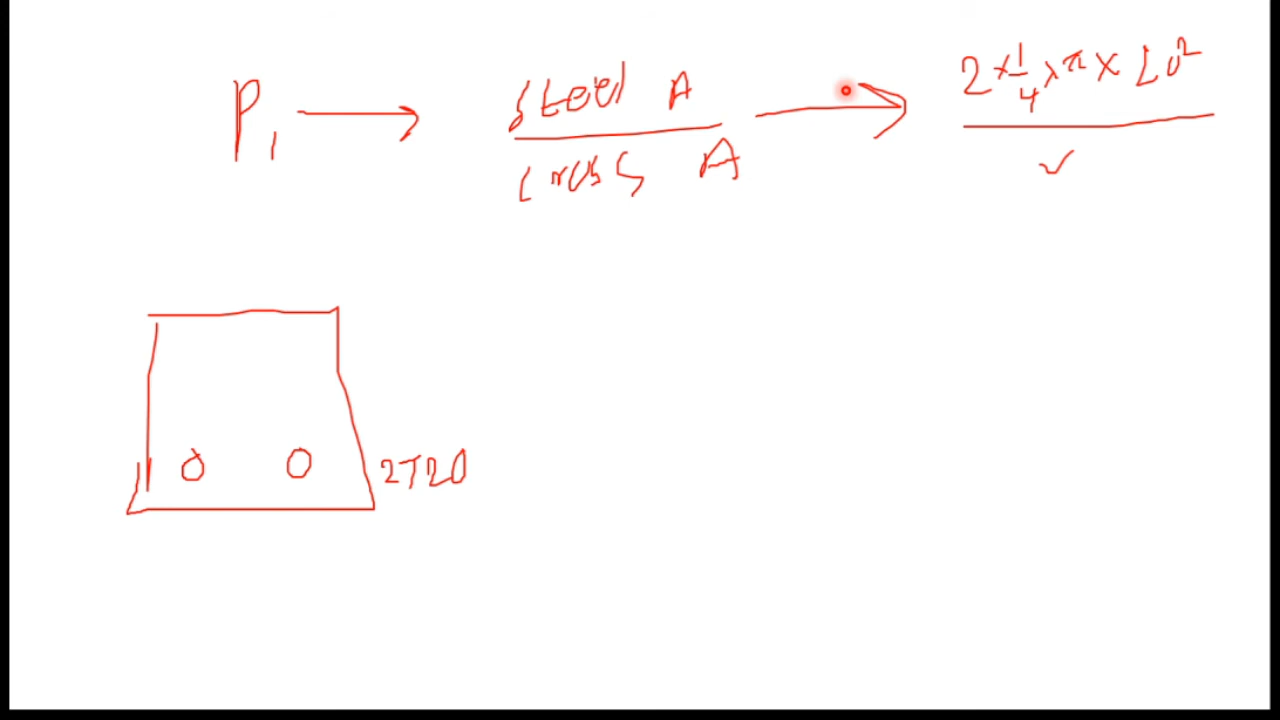 P1 → steel A / cross A → 2 × 1/4 × π × 20² / ✓
2T20